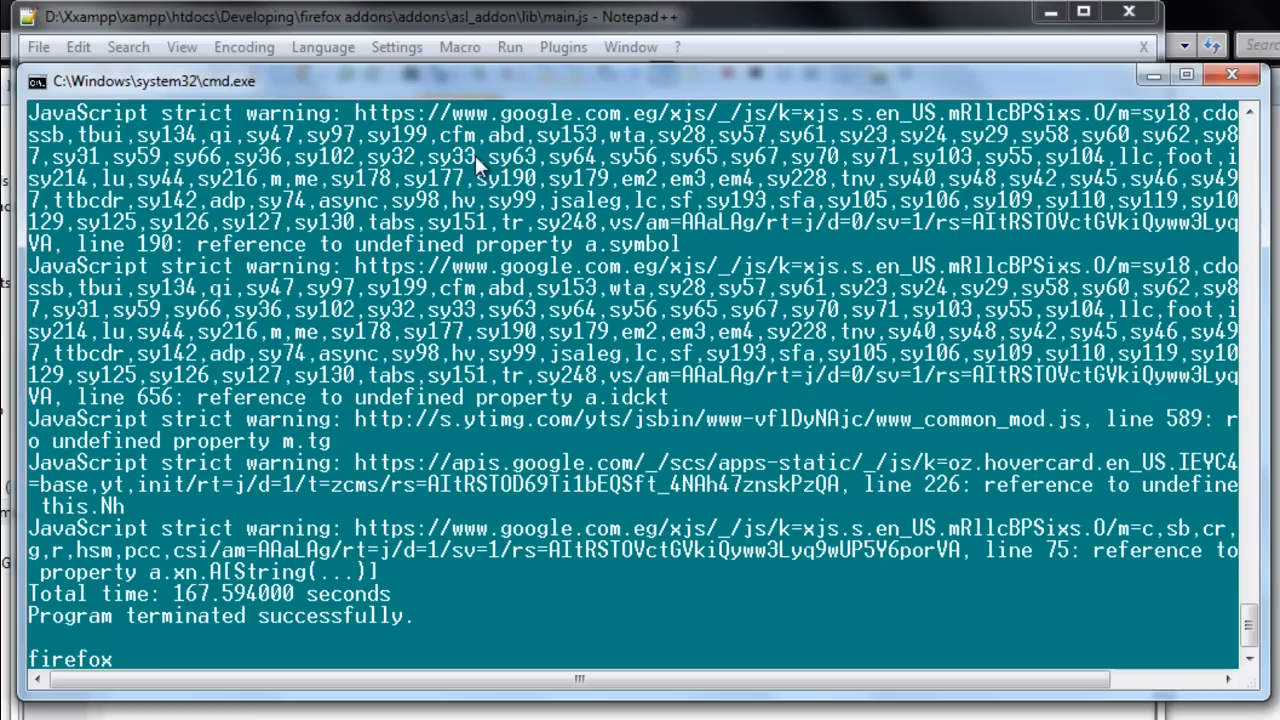 D:\Xxampp\xampp\htdocs\Developing\firefox addons\addons\asl_addon\lib\main.js - Notepad++
File Edit Search View Encoding Language Settings Macro Run Plugins Window ? X
Sear
C:\Windows\system32\cmd.exe
JavaScript strict warning: https://www.google.com.eg/xjs/_/js/k=xjs.s.en_US.mRllcBPSixs.O/m=sy18,cdo
ssb,tbui,sy134,qi,sy47,sy97,sy199,cfm,abd,sy153,wta,sy28,sy57,sy61,sy23,sy24,sy29,sy58,sy60,sy62,sy8
7,sy31,sy59,sy66,sy36,sy102,sy32,sy33,sy63,sy64,sy56,sy65,sy67,sy70,sy71,sy103,sy55,sy104,llc,foot,i
sy214,lu,sy44,sy216,m,me,sy178,sy177,sy190,sy179,em2,em3,em4,sy228,tnv,sy40,sy48,sy42,sy45,sy46,sy49
7,ttbcdr,sy142,adp,sy74,async,sy98,hv,sy99,jsaleg,lc,sf,sy193,sfa,sy105,sy106,sy109,sy110,sy119,sy10
129,sy125,sy126,sy127,sy130,tabs,sy151,tr,sy248,vs/am=AAaLAg/rt=j/d=0/sv=1/rs=AItRSTOVctGVkiQyww3Lyq
VA, line 190: reference to undefined property a.symbol
JavaScript strict warning: https://www.google.com.eg/xjs/_/js/k=xjs.s.en_US.mRllcBPSixs.O/m=sy18,cdo
ssb,tbui,sy134,qi,sy47,sy97,sy199,cfm,abd,sy153,wta,sy28,sy57,sy61,sy23,sy24,sy29,sy58,sy60,sy62,sy8
7,sy31,sy59,sy66,sy36,sy102,sy32,sy33,sy63,sy64,sy56,sy65,sy67,sy70,sy71,sy103,sy55,sy104,llc,foot,i
sy214,lu,sy44,sy216,m,me,sy178,sy177,sy190,sy179,em2,em3,em4,sy228,tnv,sy40,sy48,sy42,sy45,sy46,sy49
7,ttbcdr,sy142,adp,sy74,async,sy98,hv,sy99,jsaleg,lc,sf,sy193,sfa,sy105,sy106,sy109,sy110,sy119,sy10
129,sy125,sy126,sy127,sy130,tabs,sy151,tr,sy248,vs/am=AAaLAg/rt=j/d=0/sv=1/rs=AItRSTOVctGVkiQyww3Lyq
VA, line 656: reference to undefined property a.idckt
JavaScript strict warning: http://s.ytimg.com/yts/jsbin/www-vflDyNAjc/www_common_mod.js, line 589: r
o undefined property m.tg
JavaScript strict warning: https://apis.google.com/_/scs/apps-static/_/js/k=oz.hovercard.en_US.IEYC4
=base,yt,init/rt=j/d=1/t=zcms/rs=AItRSTOD69Ti1bEQSft_4NAh47znskPzQA, line 226: reference to undefine
this.Nh
JavaScript strict warning: https://www.google.com.eg/xjs/_/js/k=xjs.s.en_US.mRllcBPSixs.O/m=c,sb,cr,
g,r,hsm,pcc,csi/am=AAaLAg/rt=j/d=1/sv=1/rs=AItRSTOVctGVkiQyww3Lyq9wUP5Y6porVA, line 75: reference to
property a.xn.A[String(...)]
Total time: 167.594000 seconds
Program terminated successfully.
firefox